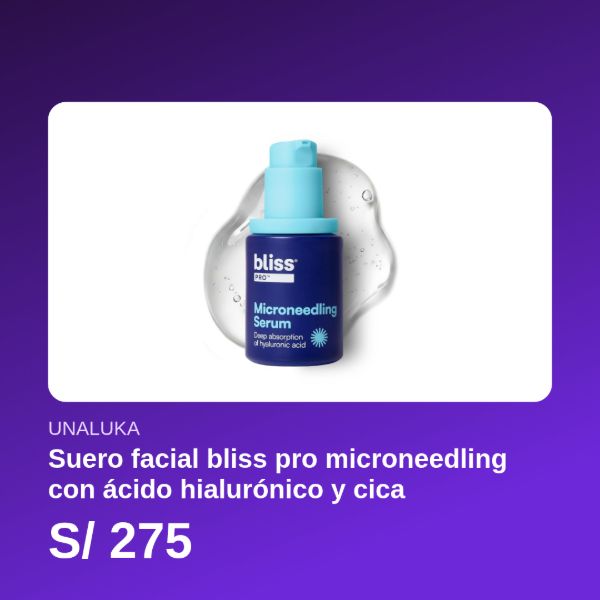 bliss®
PRO™
Microneedling
Serum
Deep absorption
of hyaluronic acid
UNALUKA
Suero facial bliss pro microneedling
con ácido hialurónico y cica
S/ 275